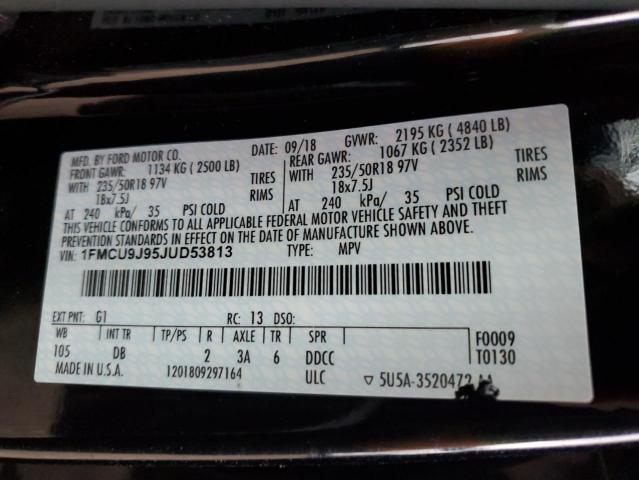 MFD. BY FORD MOTOR CO. DATE: 09/18 GVWR: 2195 KG ( 4840 LB)
FRONT GAWR: 1134 KG ( 2500 LB) REAR GAWR: 1067 KG ( 2352 LB)
WITH 235/50R18 97V TIRES WITH 235/50R18 97V TIRES
18x7.5J RIMS 18x7.5J RIMS
AT 240 kPa/ 35 PSI COLD AT 240 kPa/ 35 PSI COLD
THIS VEHICLE CONFORMS TO ALL APPLICABLE FEDERAL MOTOR VEHICLE SAFETY AND THEFT
PREVENTION STANDARDS IN EFFECT ON THE DATE OF MANUFACTURE SHOWN ABOVE.
VIN: 1FMCU9J95JUD53813 TYPE: MPV
EXT PNT: G1 RC: 13 DSO:
WB INT TR TP/PS R AXLE TR SPR F0009
105 DB 2 3A 6 DDCC T0130
MADE IN U.S.A. 1201809297164 ULC ▽ 5U5A-3520472